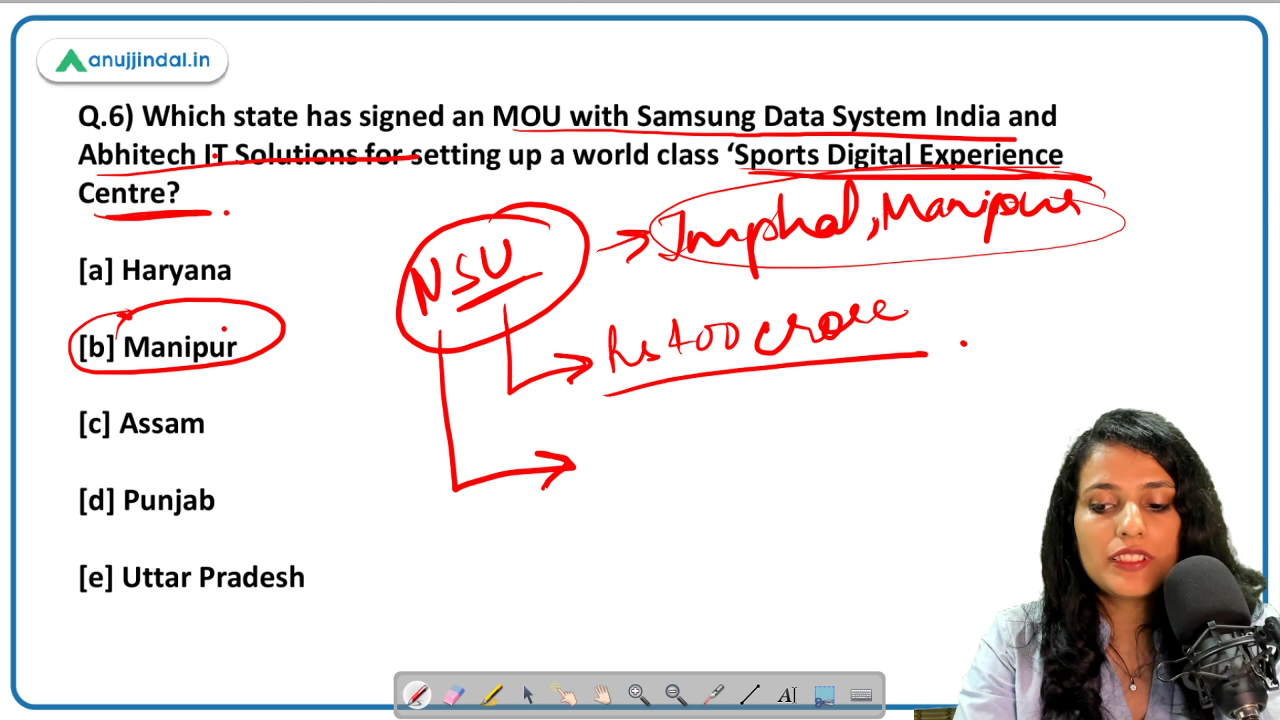 anujjindal.in
Q.6) Which state has signed an MOU with Samsung Data System India and
Abhitech IT Solutions for setting up a world class ‘Sports Digital Experience
Centre?
NSU
Imphal, Manipur
[a] Haryana
Rs 400 crore
[b] Manipur
[c] Assam
[d] Punjab
[e] Uttar Pradesh
A